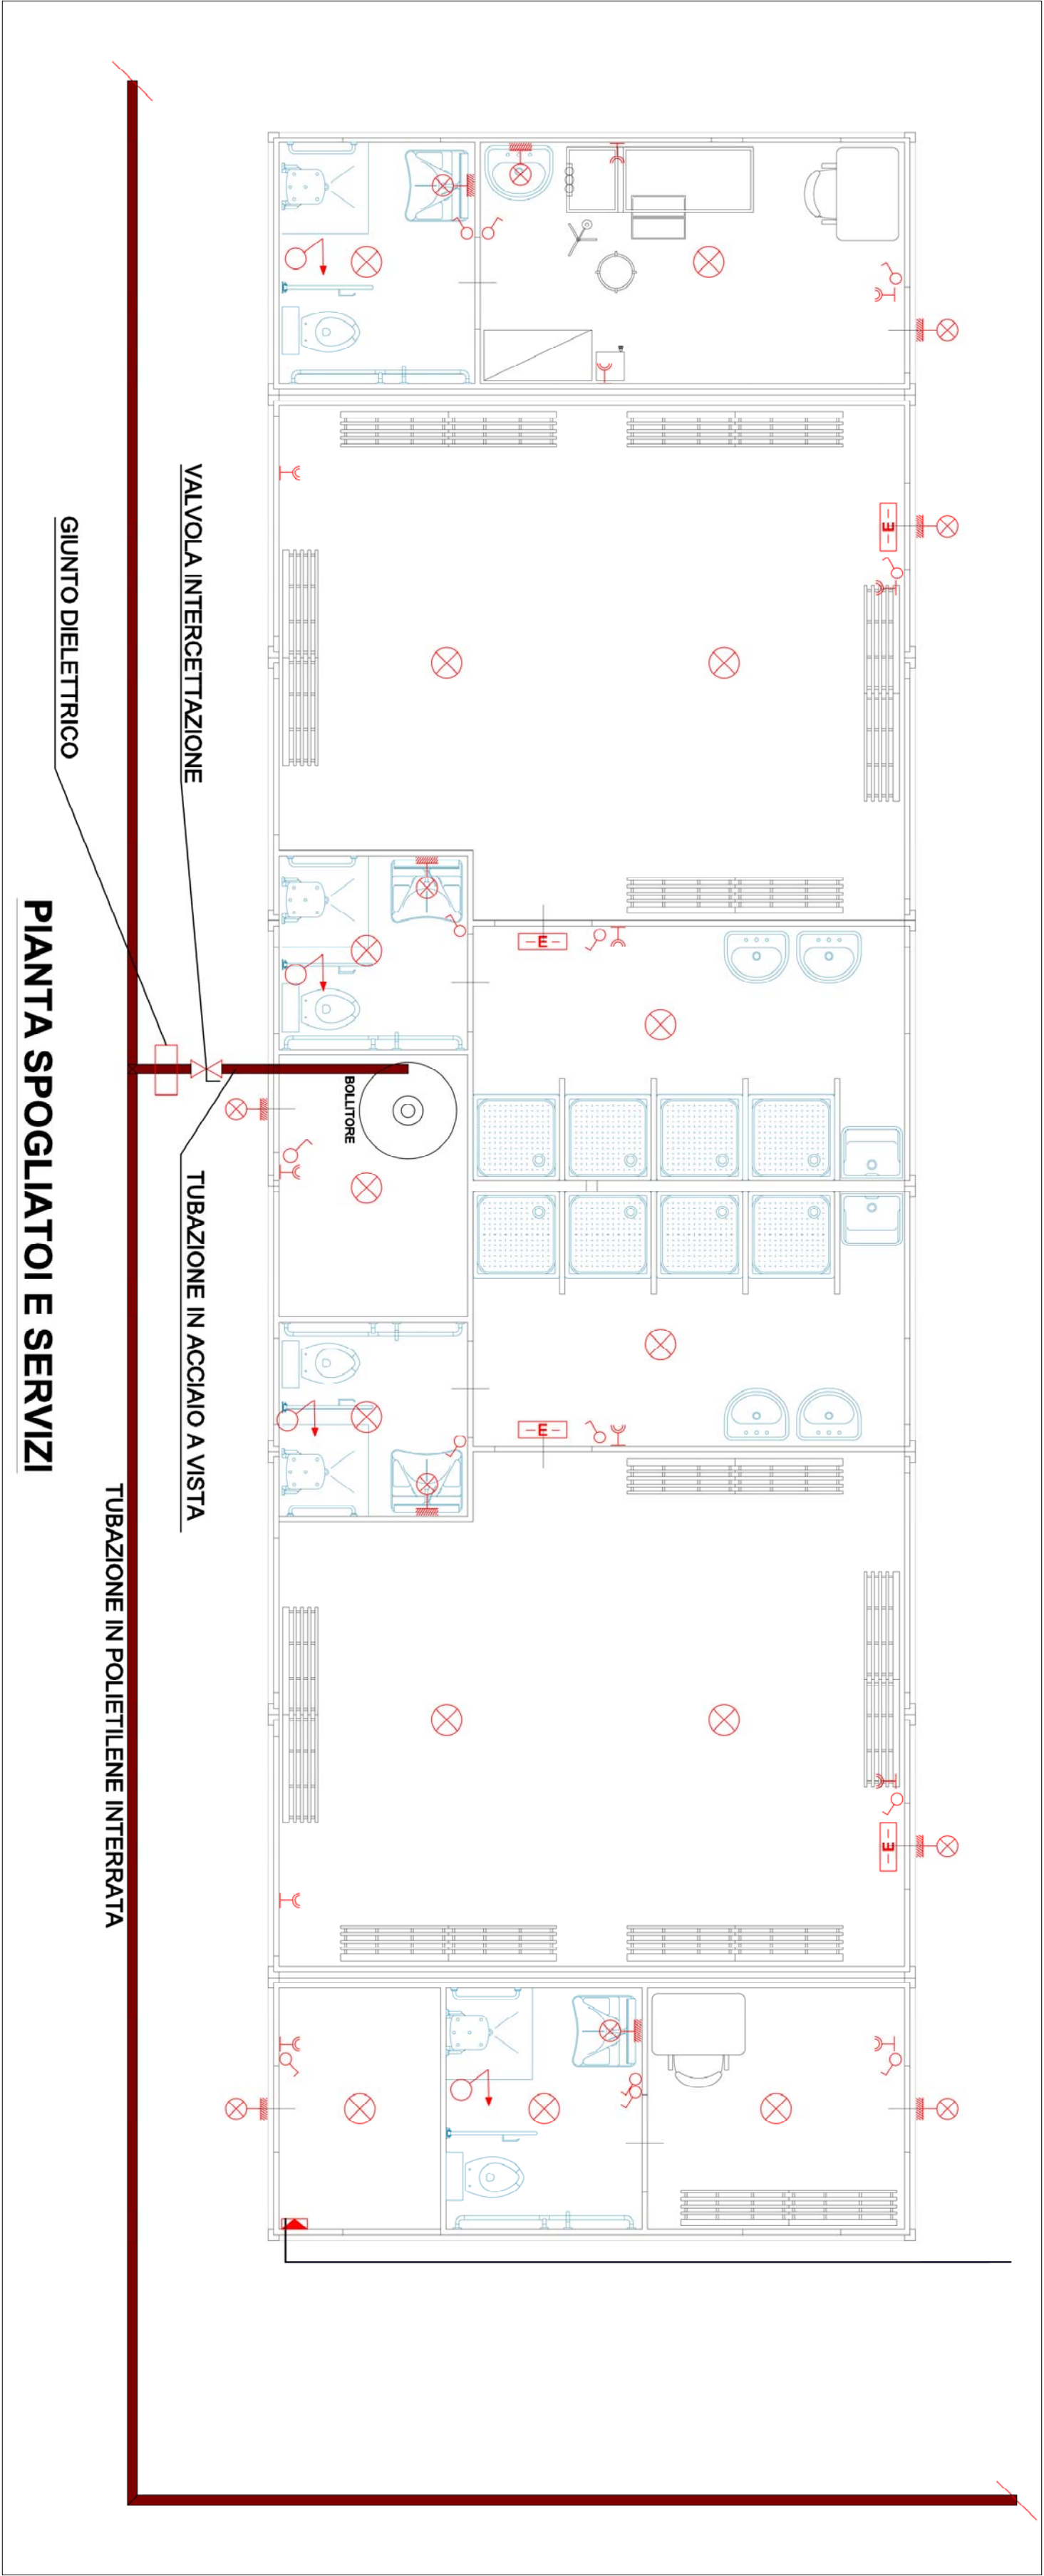 VALVOLA INTERCETTAZIONE
GIUNTO DIELETTRICO
BOLLITORE
TUBAZIONE IN ACCIAIO A VISTA
TUBAZIONE IN POLIETILENE INTERRATA
PIANTA SPOGLIATOI E SERVIZI
E
E
E
E